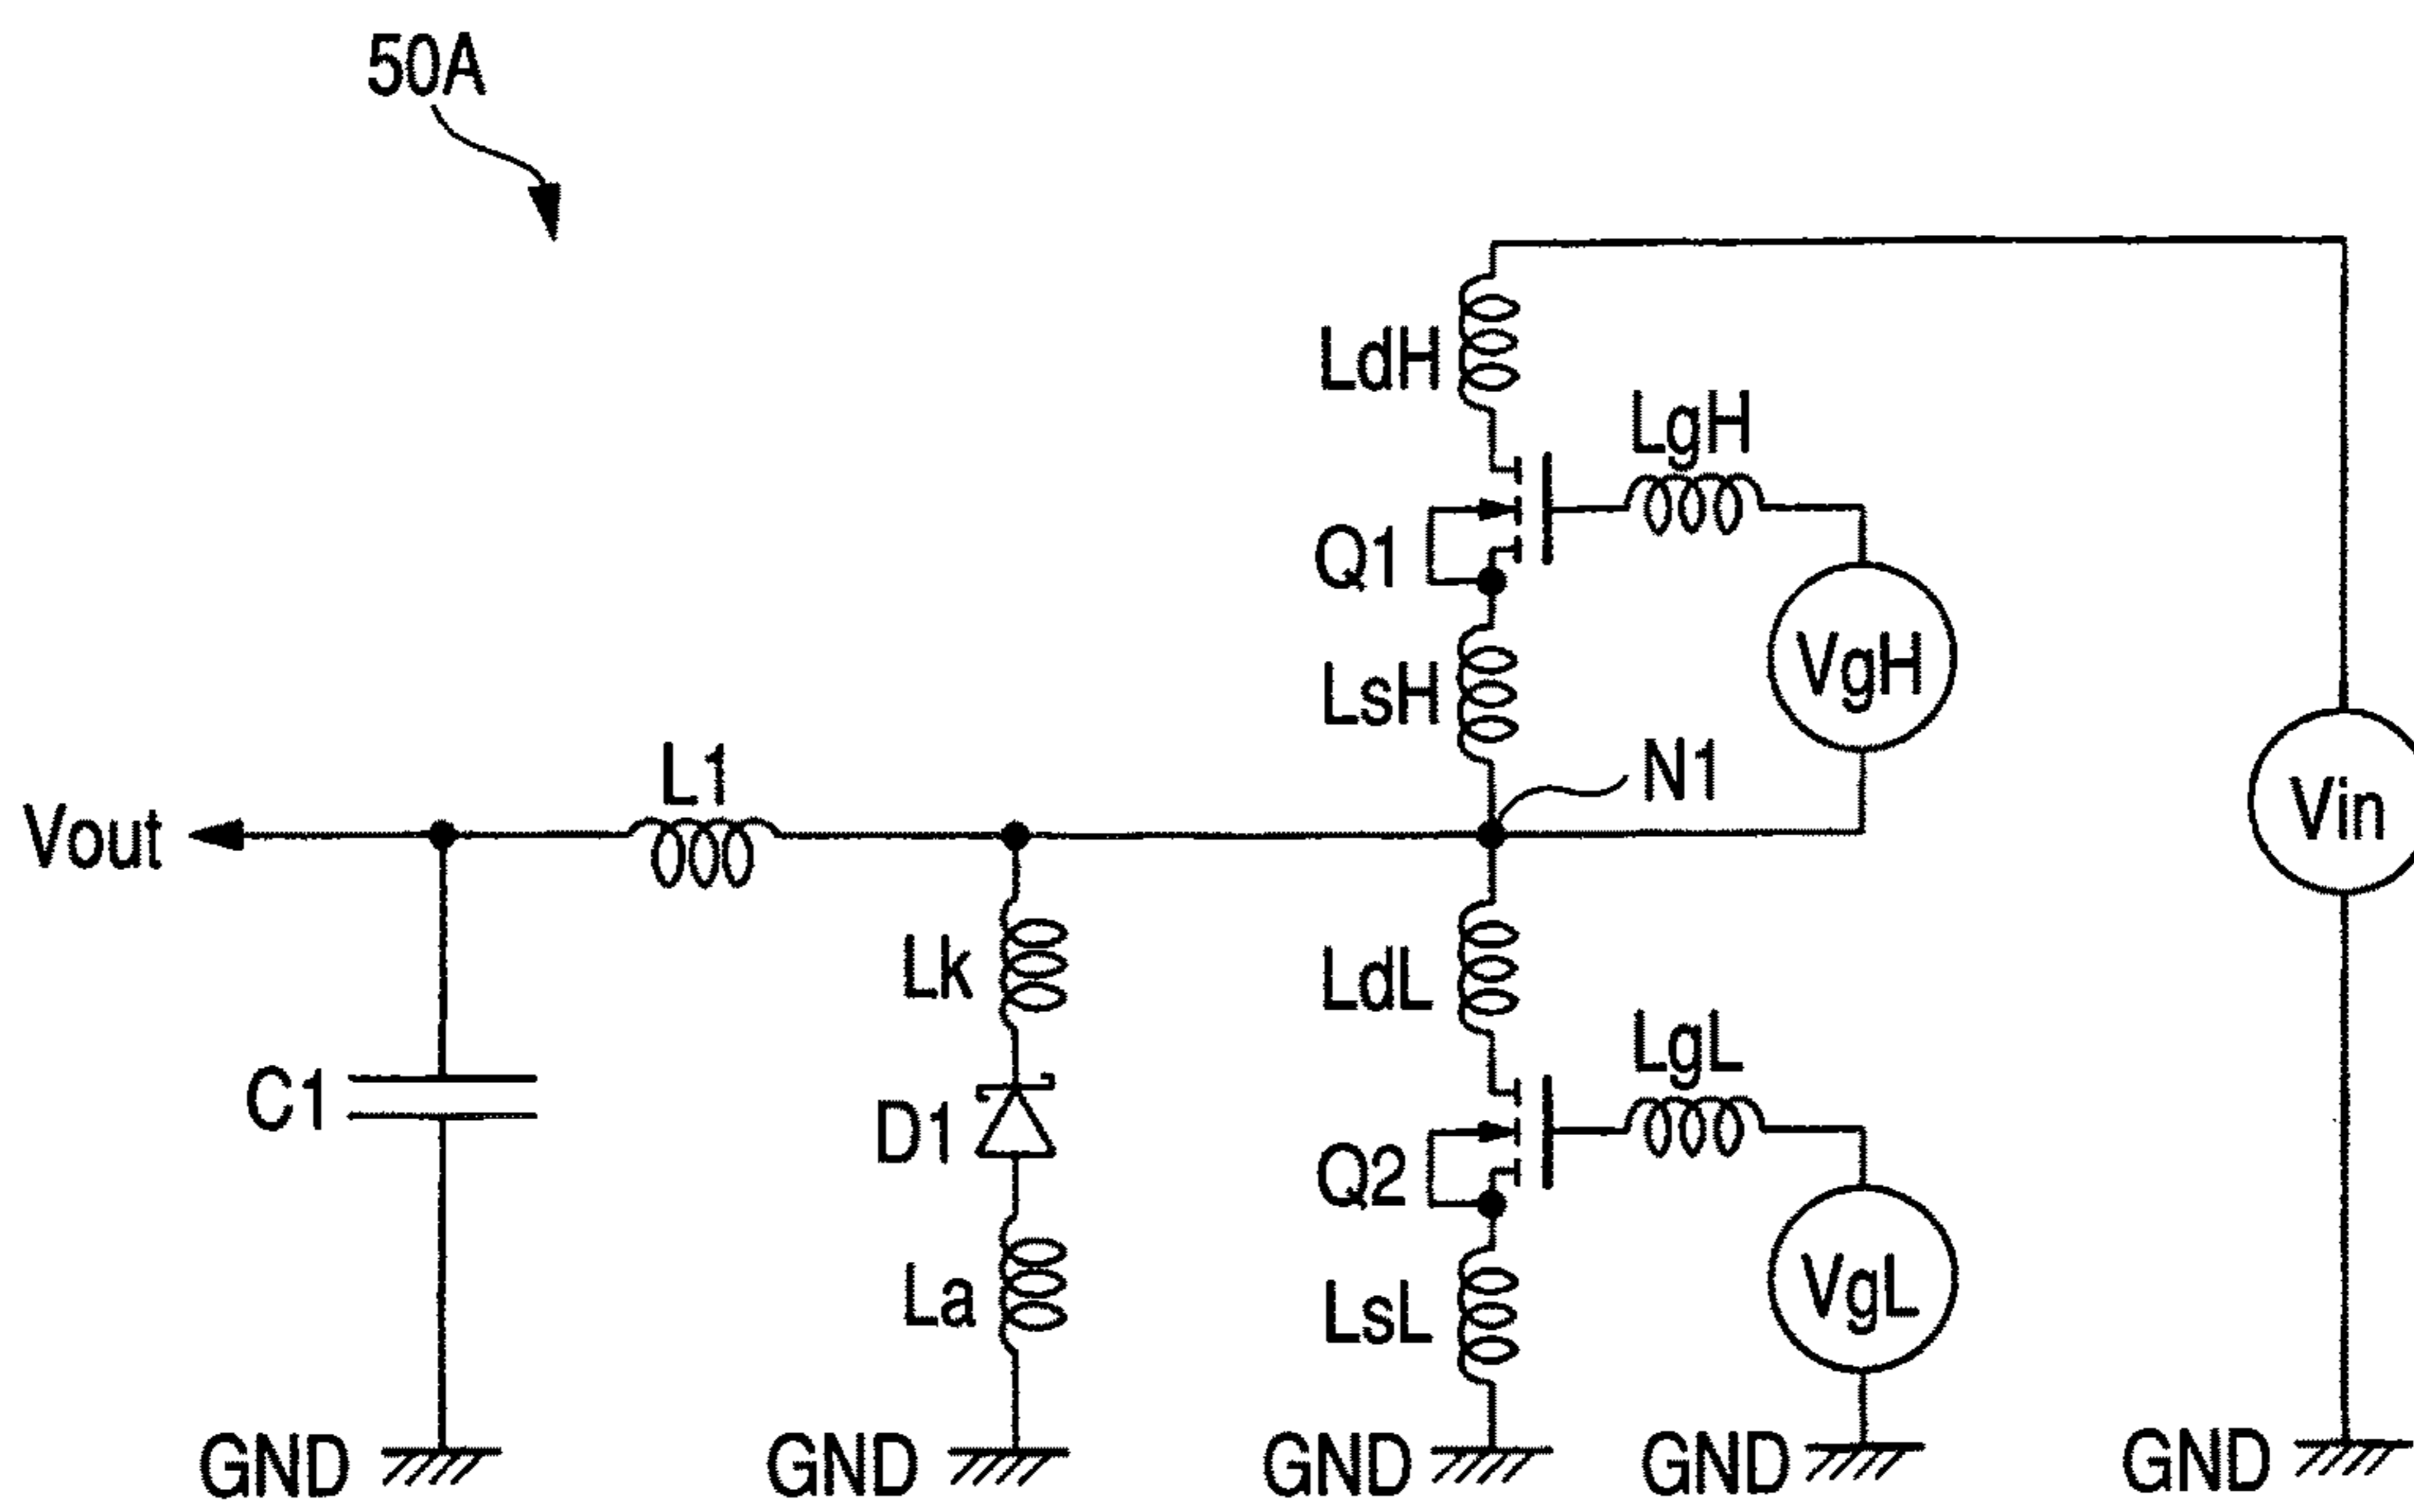 50A
LdH
LgH
Q1
VgH
LsH
L1
N1
Vout
Vin
Lk
LdL
LgL
C1
D1
Q2
VgL
La
LsL
GND
GND
GND
GND
GND